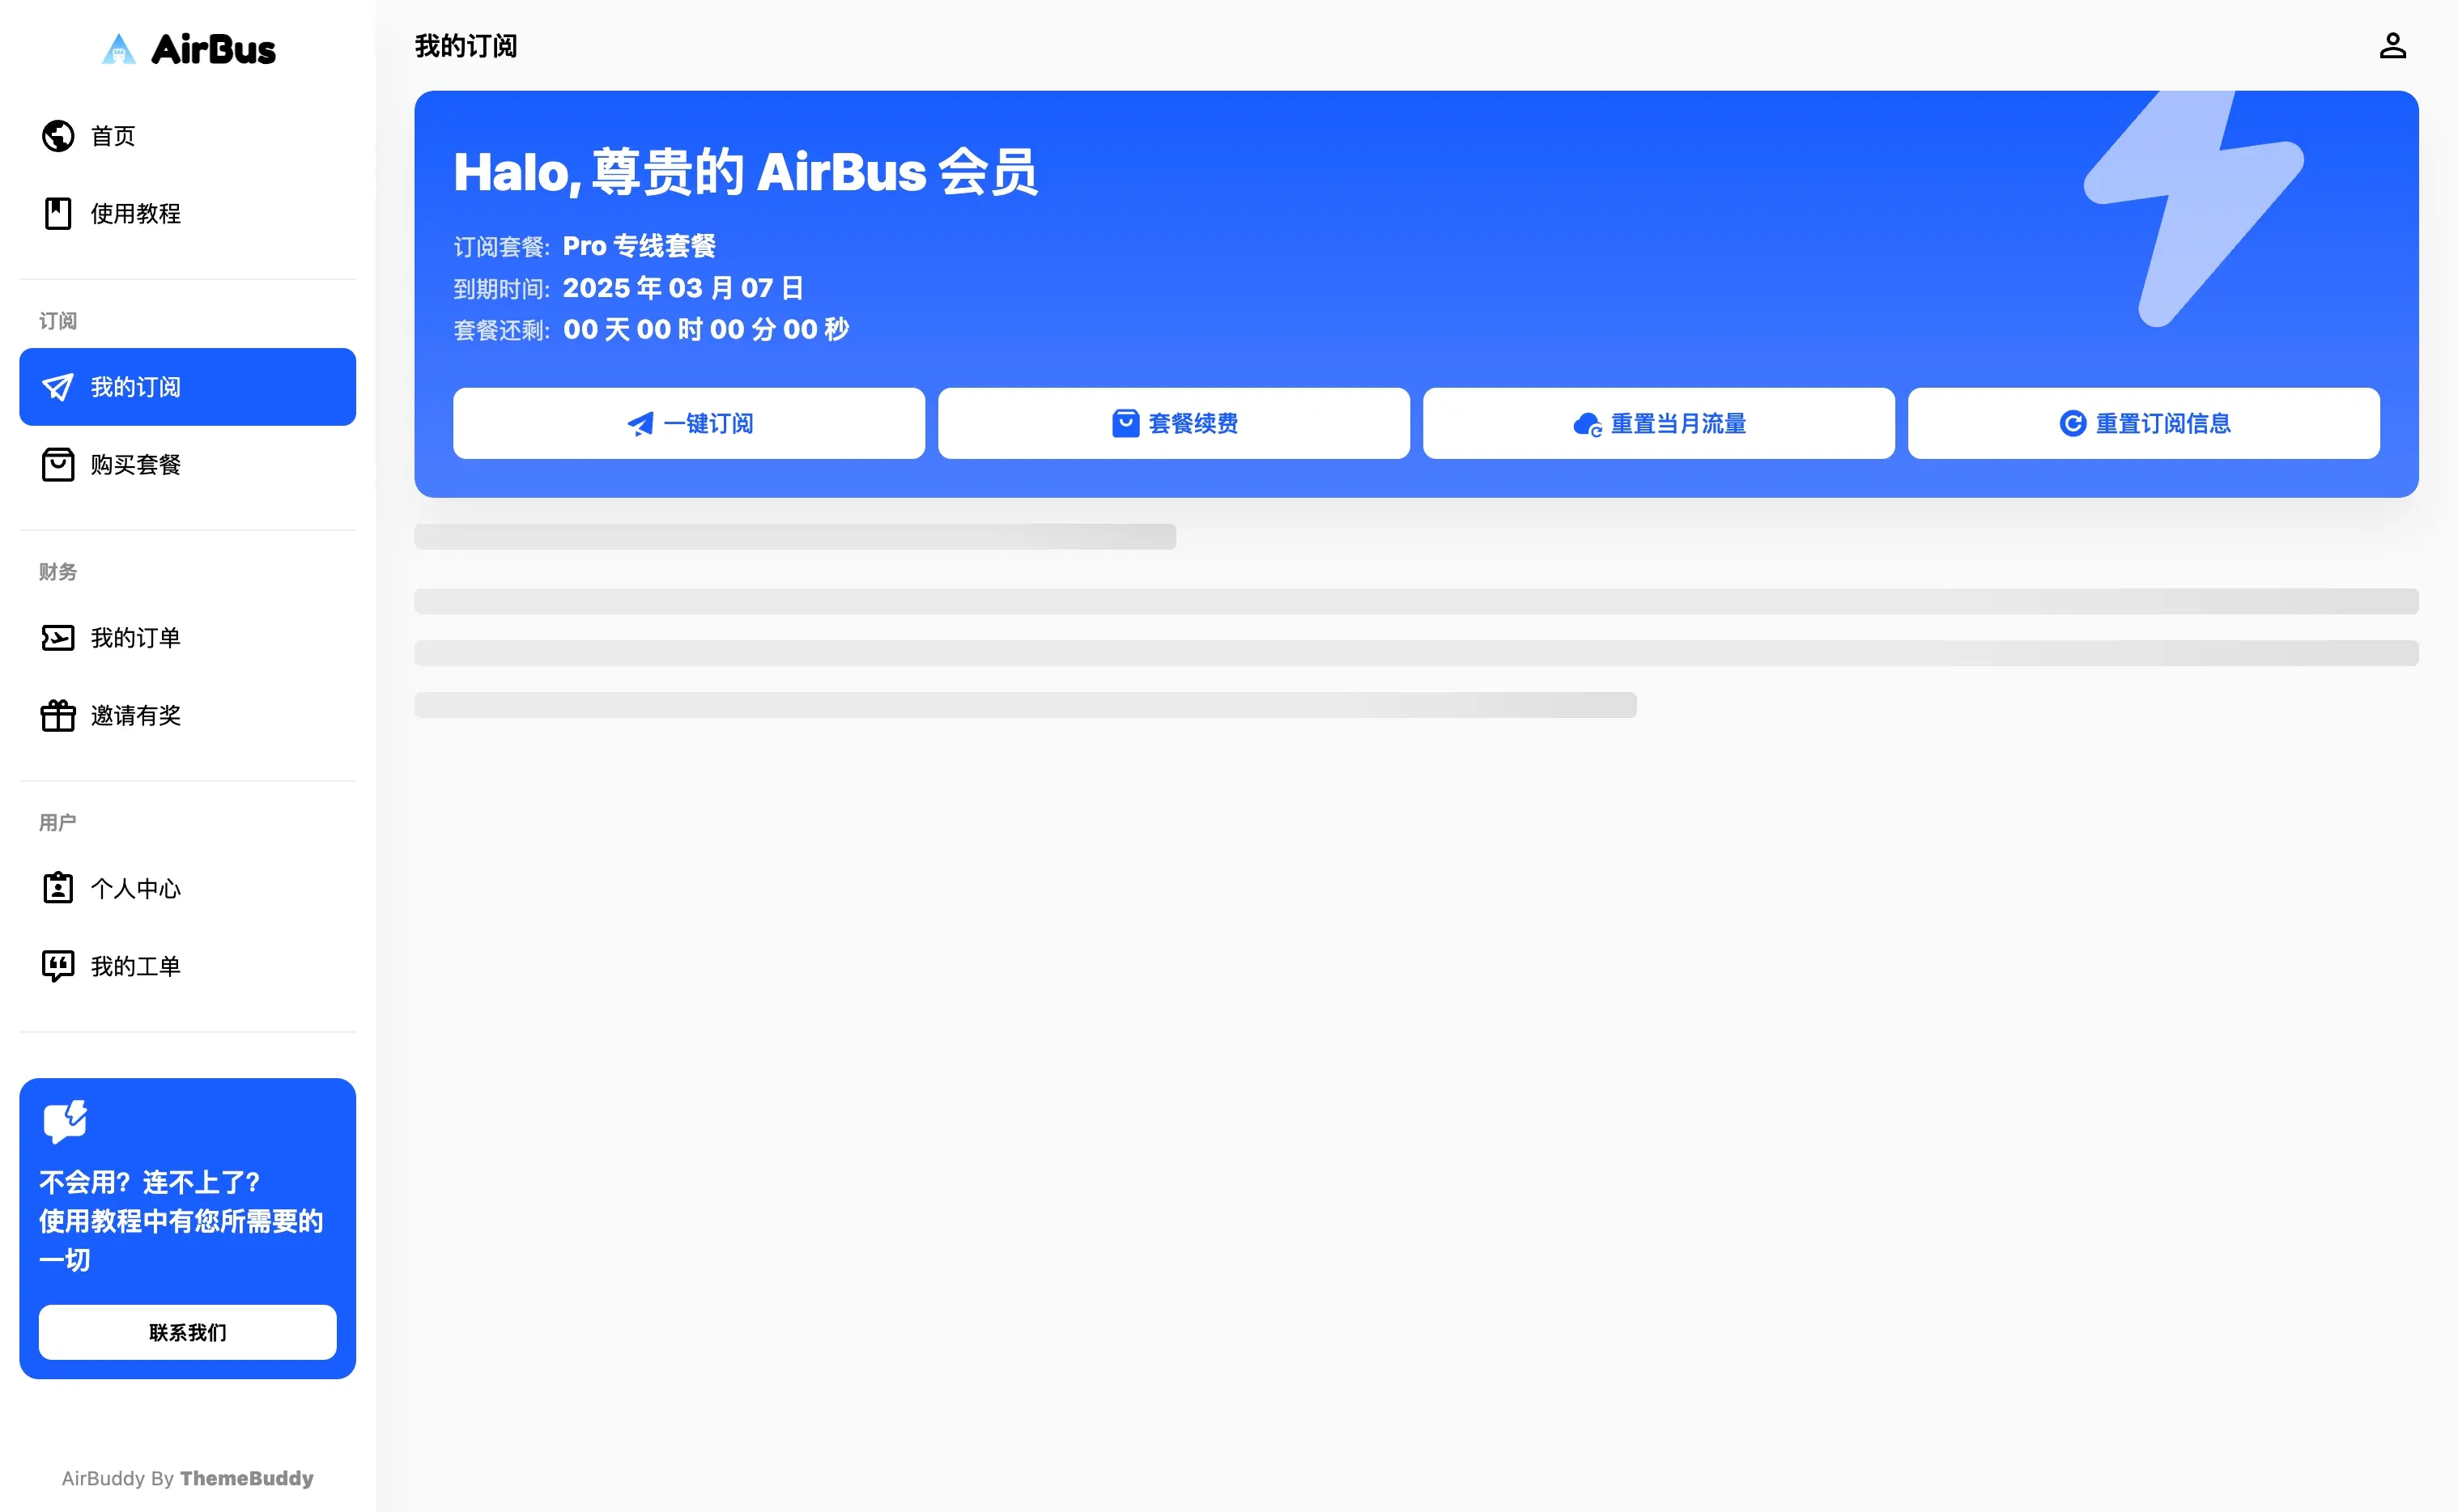 AirBus
首页
使用教程
订阅
我的订阅
购买套餐
财务
我的订单
邀请有奖
用户
个人中心
我的工单
不会用？连不上了？
使用教程中有您所需要的
一切
联系我们
AirBuddy By ThemeBuddy
我的订阅
Halo, 尊贵的 AirBus 会员
订阅套餐: Pro 专线套餐
到期时间: 2025 年 03 月 07 日
套餐还剩: 00 天 00 时 00 分 00 秒
一键订阅
套餐续费
重置当月流量
重置订阅信息